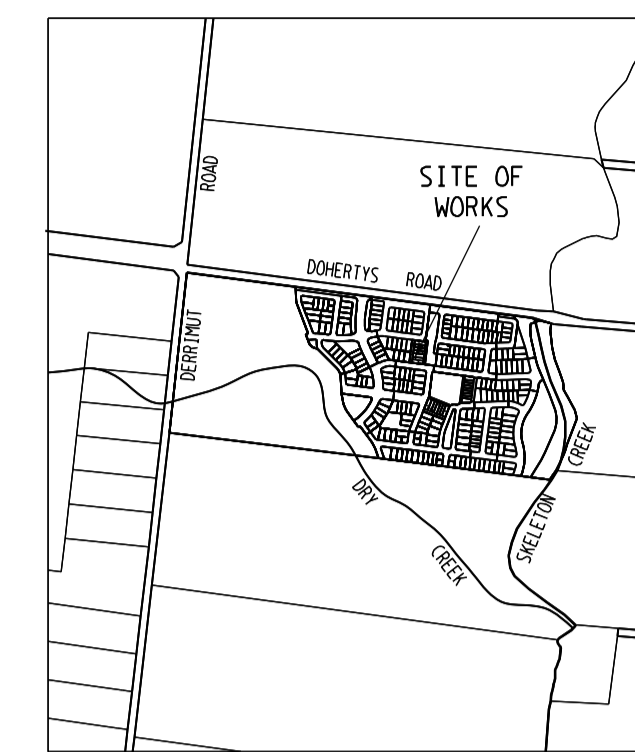 ROAD
SITE OF
WORKS
DOHERTYS ROAD
DERRIMUT
CREEK
SKELETON
DRY
CREEK